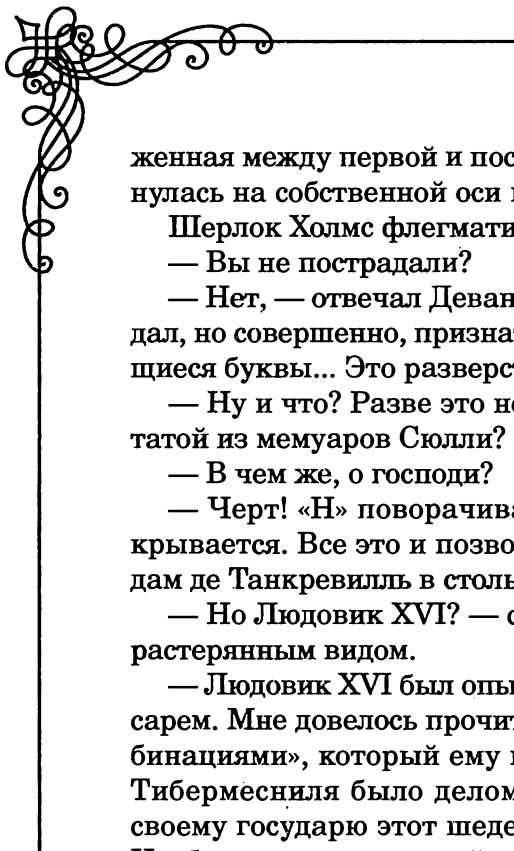 женная между первой и пос
нулась на собственной оси
Шерлок Холмс флегмати
— Вы не пострадали?
— Нет, — отвечал Деван
дал, но совершенно, призна
щиеся буквы... Это разверс
— Ну и что? Разве это не
татой из мемуаров Сюлли?
— В чем же, о господи?
— Черт! «Н» поворачива
крывается. Все это и позво
дам де Танкревилль в столь
— Но Людовик XVI? — с
растерянным видом.
— Людовик XVI был опы
сарем. Мне довелось прочит
бинациями», который ему
Тибермесниля было делом
своему государю этот шеде